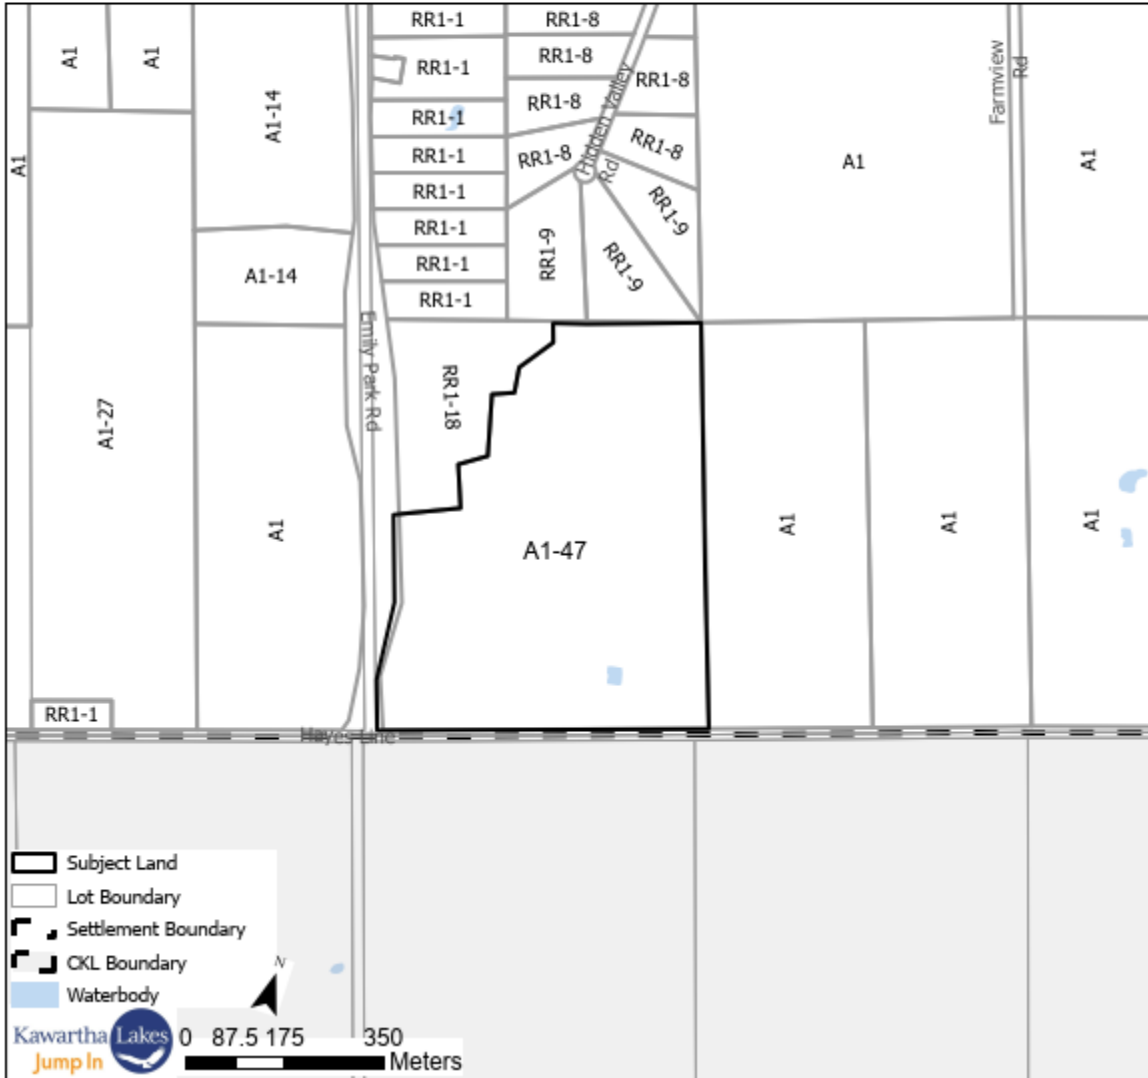 RR1-1
RR1-8
A1
A1
RR1-8
RR1-1
RR1-8
Farmview
Rd
A1-14
RR1-8
RR1-1
Hidden Valley
Rd
RR1-8
A1
RR1-1
RR1-8
A1
A1
RR1-1
RR1-9
RR1-1
RR1-9
RR1-9
A1-14
RR1-1
RR1-1
Emily Park Rd
RR1-18
A1-27
A1
A1-47
A1
A1
A1
RR1-1
Hayes Line
Subject Land
Lot Boundary
Settlement Boundary
CKL Boundary
Waterbody
N
Kawartha Lakes
Jump In
0 87.5 175 350
Meters